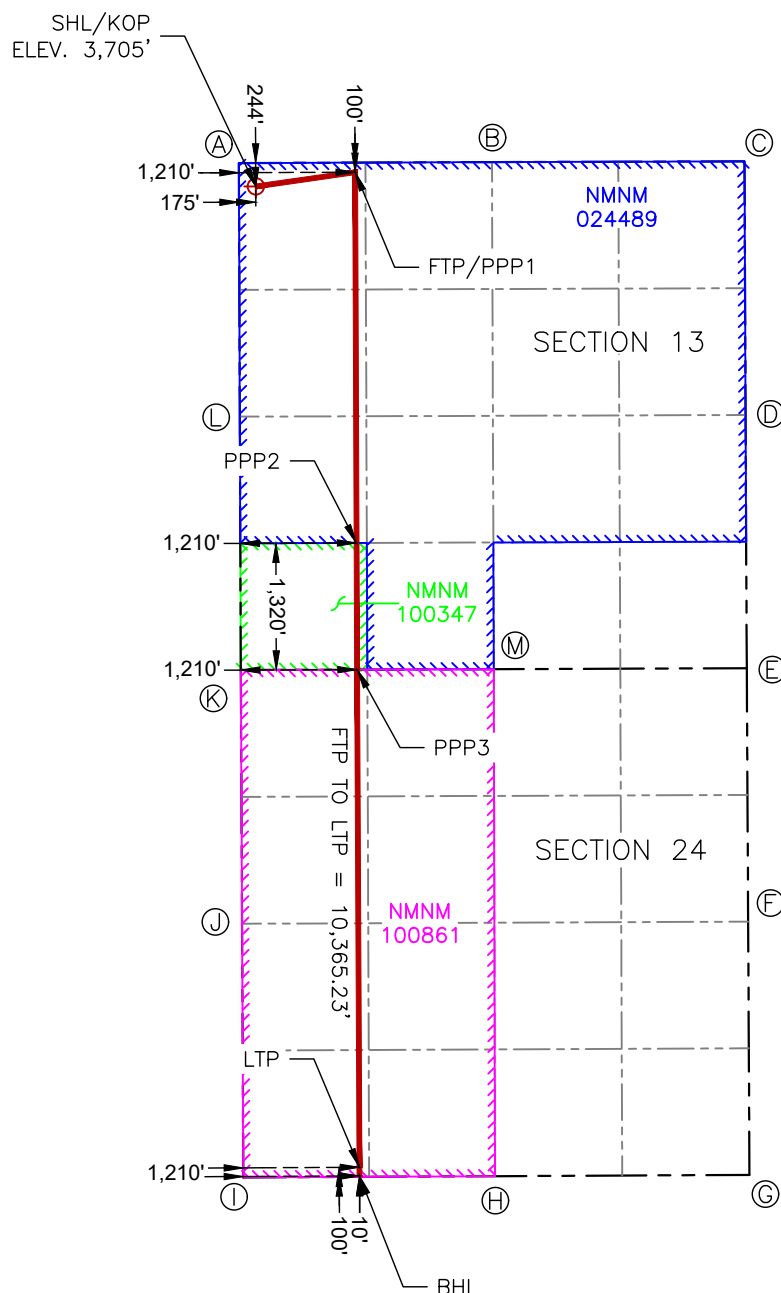 SHL/KOP
ELEV. 3,705'
244'
100'
A
B
C
1,210'
175'
NMNM
024489
FTP/PPP1
SECTION 13
L
D
PPP2
1,210'
1,320'
NMNM
100347
M
1,210'
E
K
PPP3
FTP TO LTP = 10,365.23'
SECTION 24
NMNM
100861
J
F
LTP
1,210'
I
H
G
100'
10'
BHL